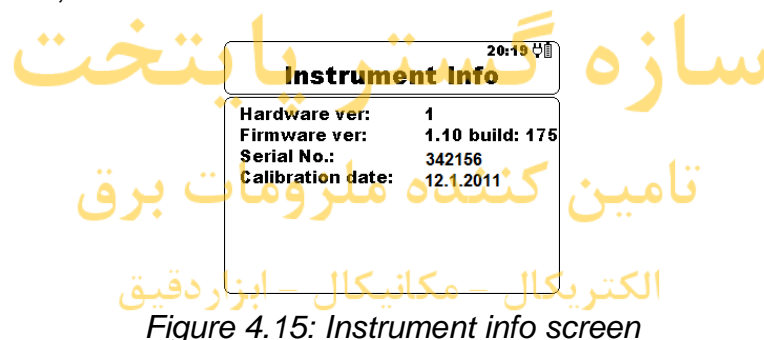 20:19
سازه گستر پایتخت
Instrument Info
Hardware ver: 1
Firmware ver: 1.10 build: 175
Serial No.: 342156
Calibration date: 12.1.2011
تامین کننده ملزومات برق
الکتریکال – مکانیکال – ابزاردقیق
Figure 4.15: Instrument info screen